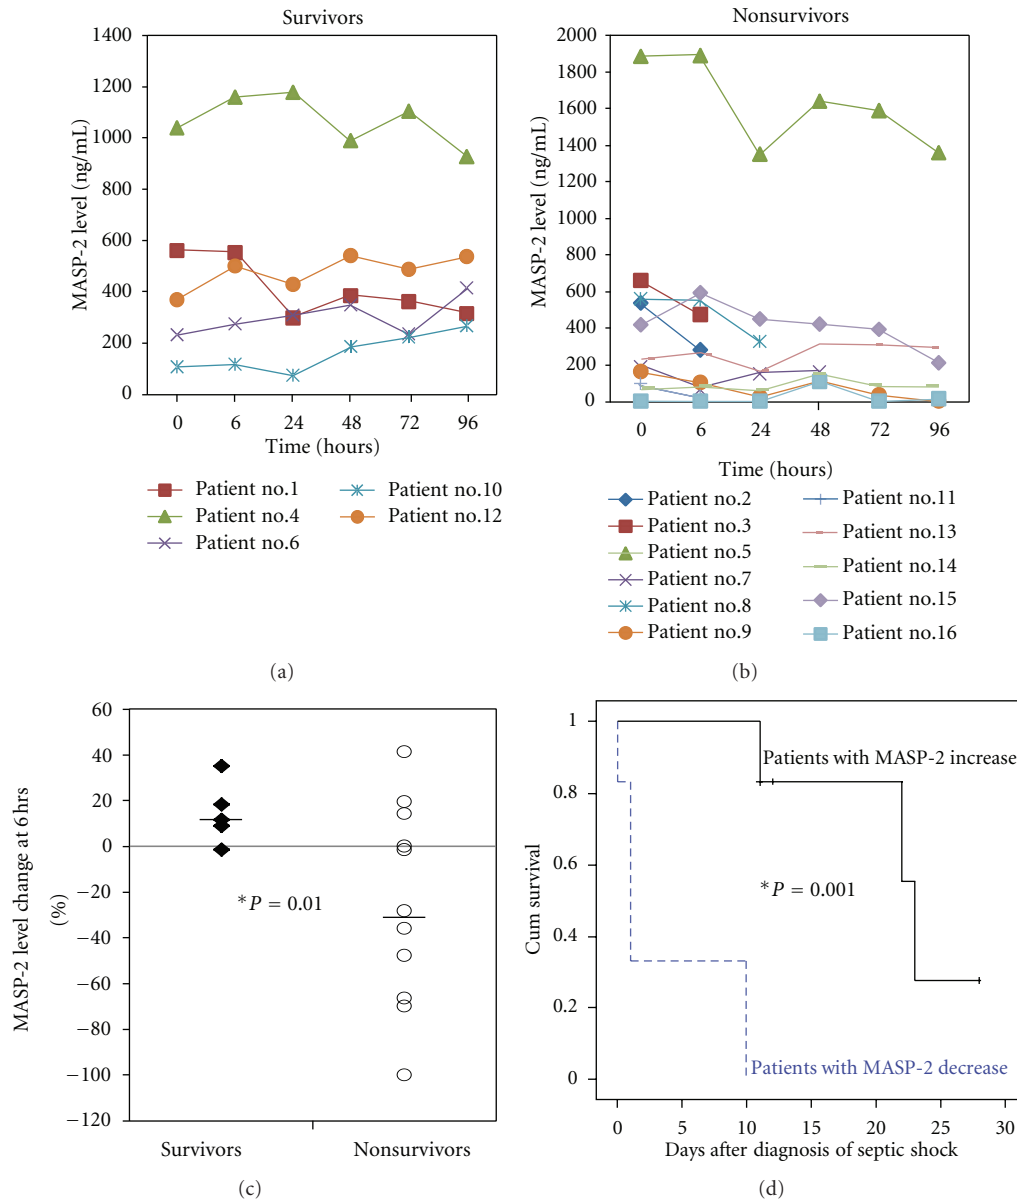 Survivors
1400
1200
1000
800
600
400
200
0
MASP-2 level (ng/mL)
0 6 24 48 72 96
Time (hours)
Patient no.1
Patient no.4
Patient no.6
Patient no.10
Patient no.12
(a)
Nonsurvivors
2000
1800
1600
1400
1200
1000
800
600
400
200
0
MASP-2 level (ng/mL)
0 6 24 48 72 96
Time (hours)
Patient no.2
Patient no.3
Patient no.5
Patient no.7
Patient no.8
Patient no.9
Patient no.11
Patient no.13
Patient no.14
Patient no.15
Patient no.16
(b)
60
40
20
0
−20
−40
−60
−80
−100
−120
MASP-2 level change at 6 hrs
(%)
*P = 0.01
Survivors Nonsurvivors
(c)
1
0.8
0.6
0.4
0.2
0
Cum survival
Patients with MASP-2 increase
*P = 0.001
Patients with MASP-2 decrease
0 5 10 15 20 25 30
Days after diagnosis of septic shock
(d)